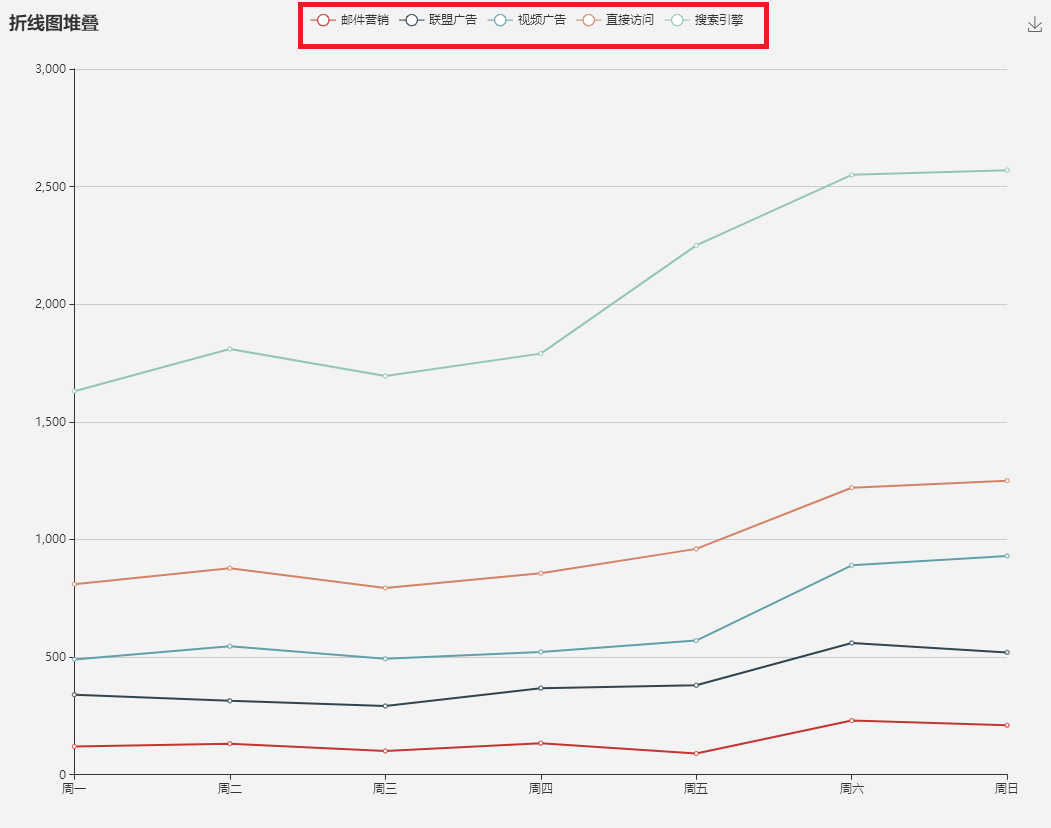 折线图堆叠
邮件营销 联盟广告 视频广告 直接访问 搜索引擎
3,000
2,500
2,000
1,500
1,000
500
0
周一 周二 周三 周四 周五 周六 周日